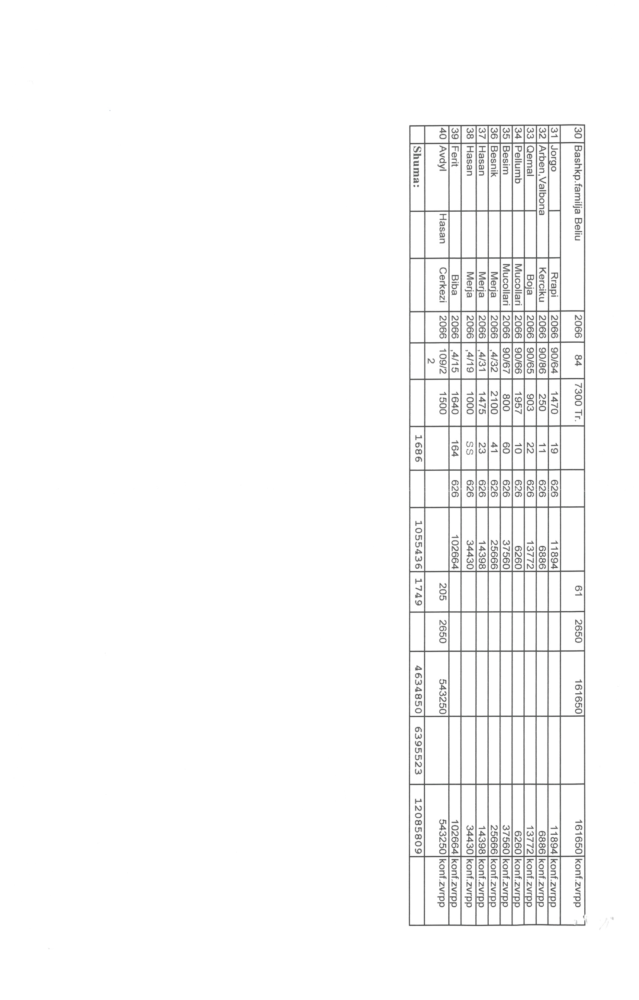 30 Bashkp.familja Beliu 2066 84 7300 Tr. 61 2650 161650 161650 konf.zvrpp
31 Jorgo Rrapi 2066 90/64 1470 19 626 11894 11894 konf.zvrpp
32 Arben,Valbona Kerciku 2066 90/86 250 11 626 6886 6886 konf.zvrpp
33 Qemal Boja 2066 90/65 903 22 626 13772 13772 konf.zvrpp
34 Pellumb Mucollari 2066 90/66 1957 10 626 6260 6260 konf.zvrpp
35 Besim Mucollari 2066 90/67 800 60 626 37560 37560 konf.zvrpp
36 Besnik Merja 2066 ,4/32 2100 41 626 25666 25666 konf.zvrpp
37 Hasan Merja 2066 ,4/31 1475 23 626 14398 14398 konf.zvrpp
38 Hasan Merja 2066 ,4/19 1000 SS 626 34430 34430 konf.zvrpp
39 Ferit Biba 2066 ,4/15 1640 164 626 102664 102664 konf.zvrpp
40 Avdyl Hasan Cerkezi 2066 109/2 1500 205 2650 543250 543250 konf.zvrpp
2
Shuma: 1686 1055436 1749 4634850 6395523 12085809